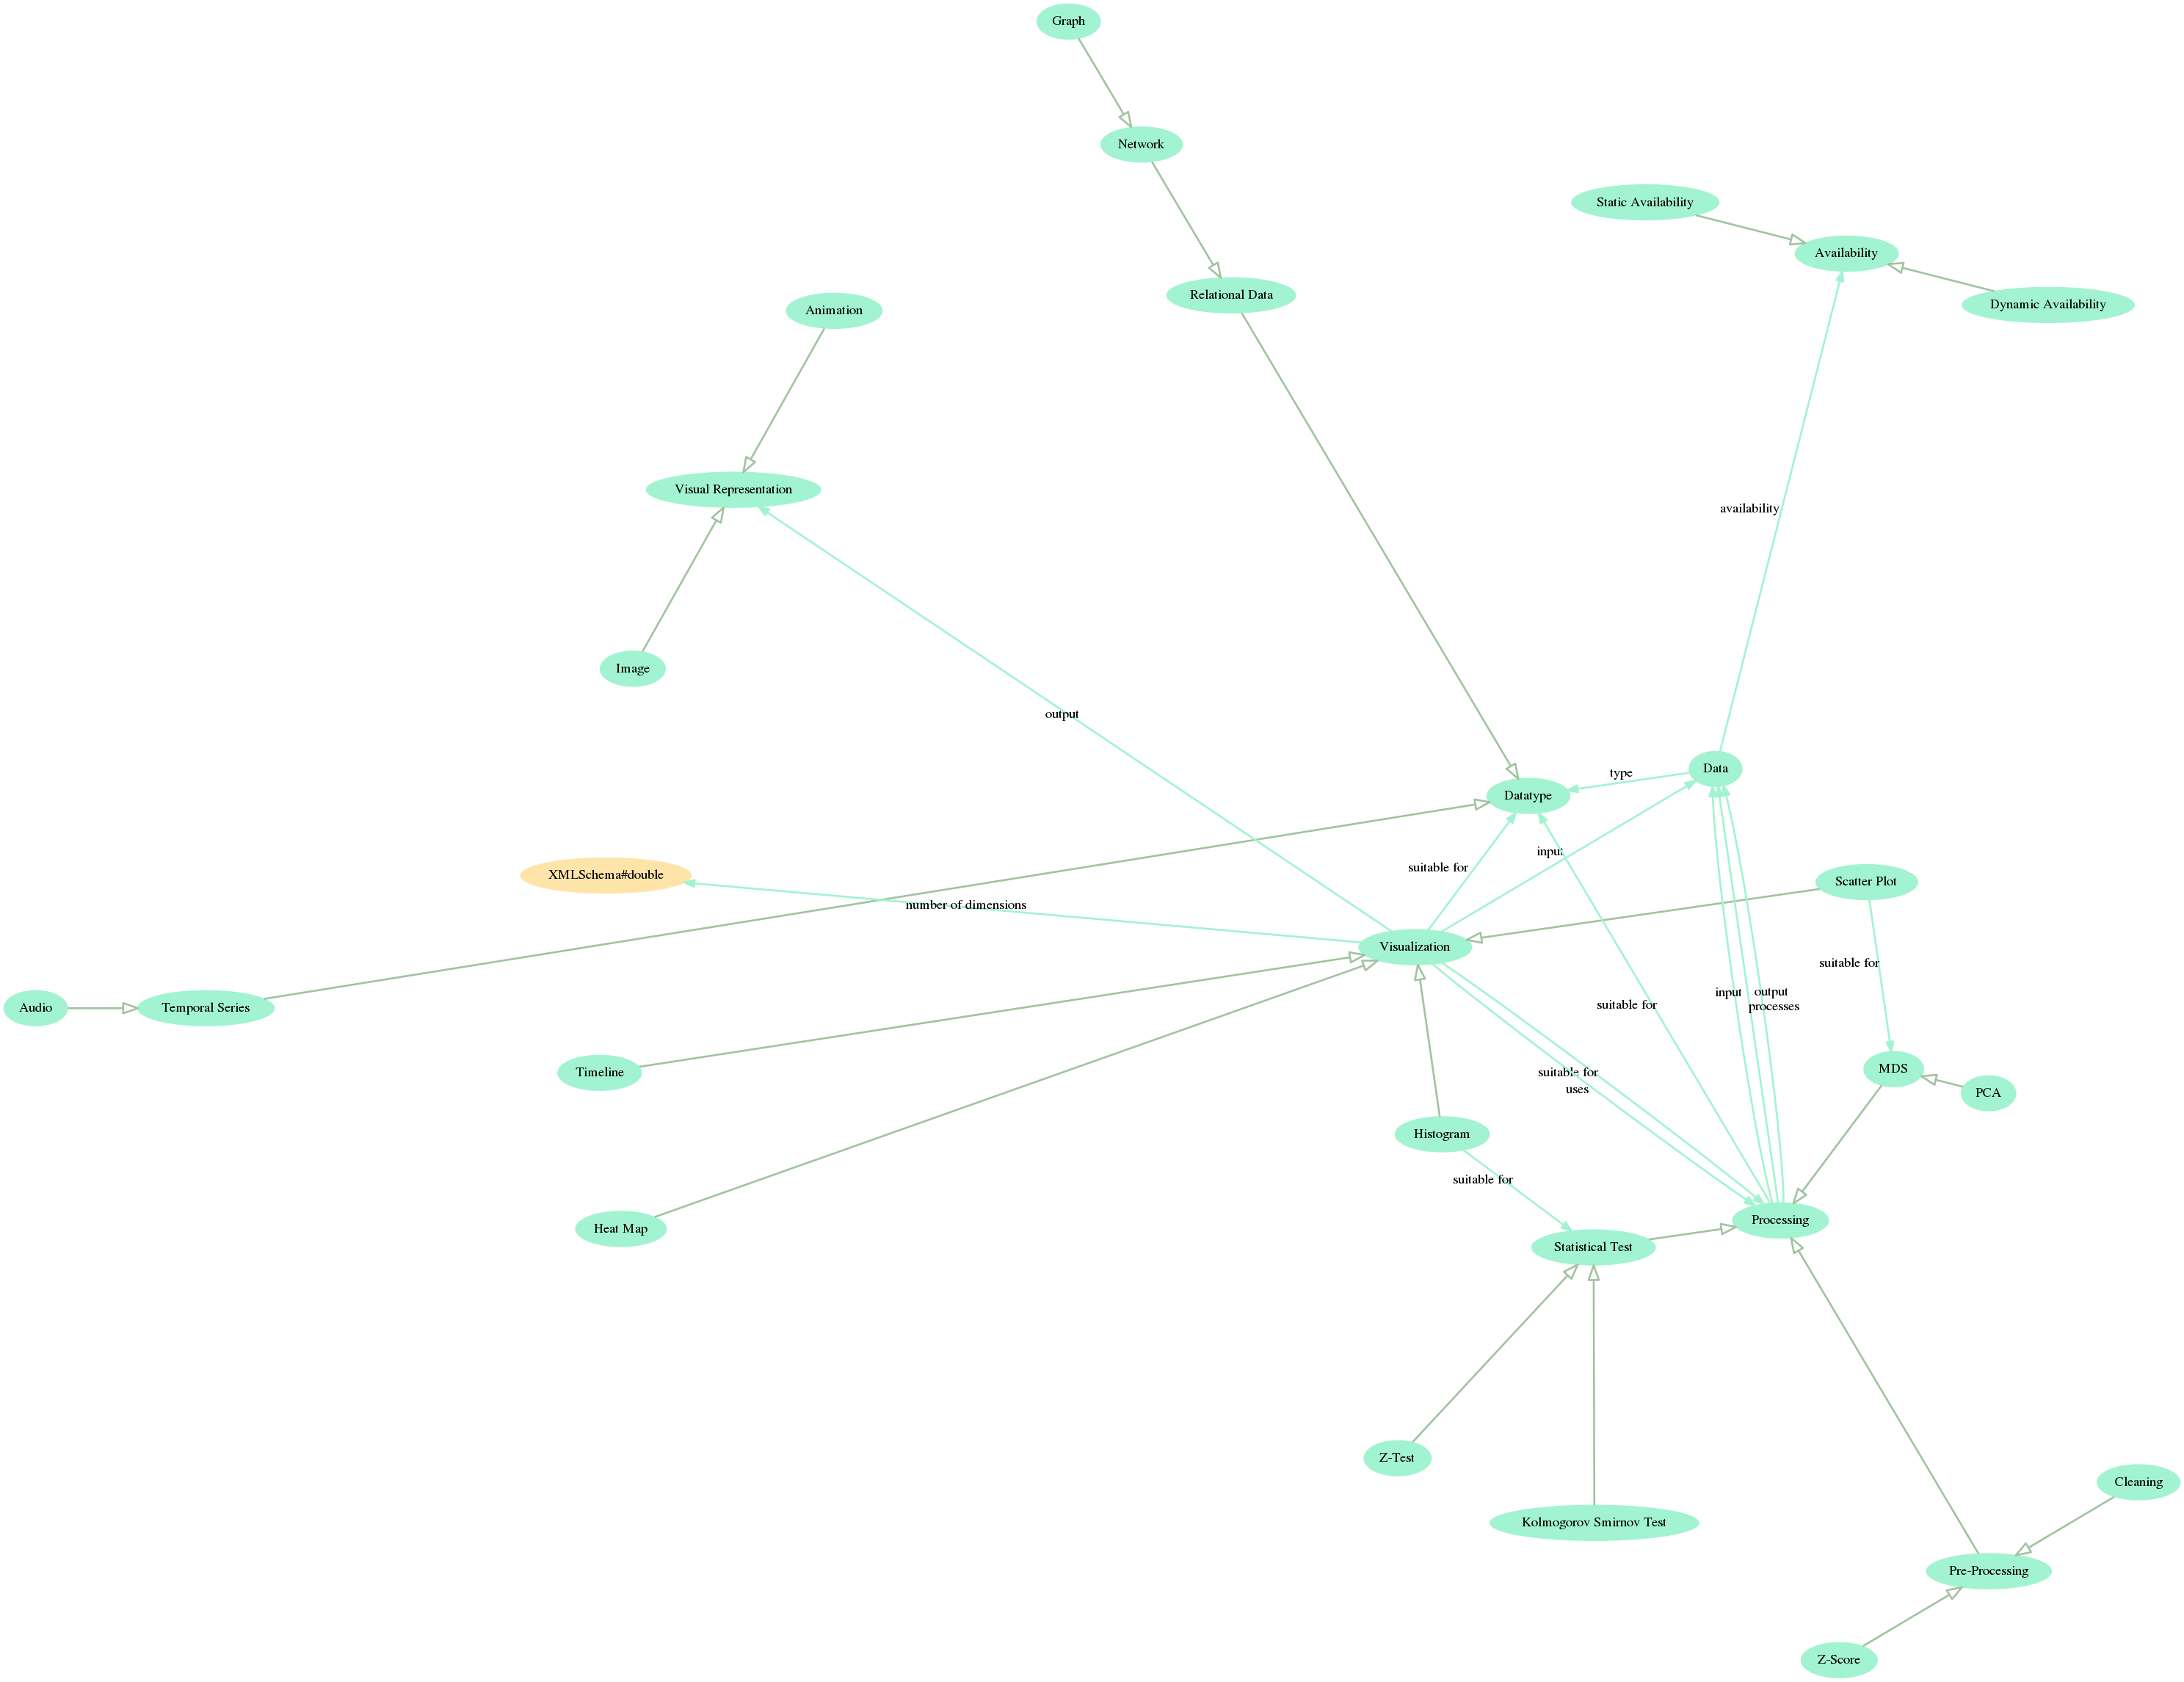 Graph
Network
Static Availability
Availability
Relational Data
Dynamic Availability
Animation
Visual Representation
availability
Image
output
Data
type
Datatype
input
suitable for
XMLSchema#double
Scatter Plot
number of dimensions
Visualization
suitable for
input
output
processes
suitable for
Audio
Temporal Series
MDS
Timeline
suitable for
uses
PCA
Histogram
suitable for
Processing
Heat Map
Statistical Test
Z-Test
Cleaning
Kolmogorov Smirnov Test
Pre-Processing
Z-Score